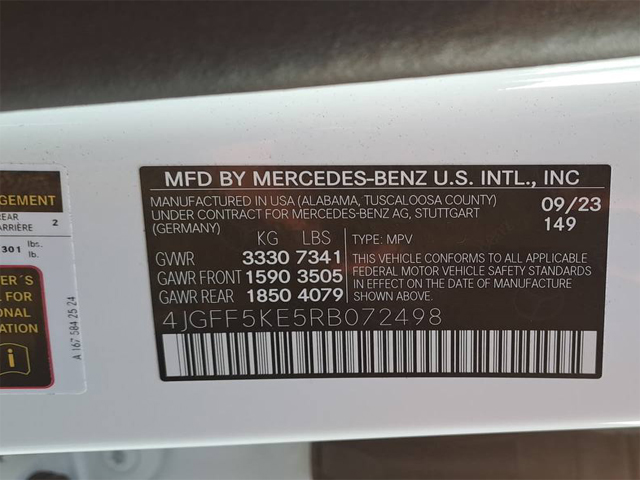 GEMENT
REAR
ARRIÈRE 2
301 lbs.
lb.
ER'S
L FOR
ONAL
ATION
A 167 584 25 24
MFD BY MERCEDES-BENZ U.S. INTL., INC
MANUFACTURED IN USA (ALABAMA, TUSCALOOSA COUNTY)
UNDER CONTRACT FOR MERCEDES-BENZ AG, STUTTGART
(GERMANY)
09/23
149
KG LBS
GVWR 3330 7341
GAWR FRONT 1590 3505
GAWR REAR 1850 4079
TYPE: MPV
THIS VEHICLE CONFORMS TO ALL APPLICABLE
FEDERAL MOTOR VEHICLE SAFETY STANDARDS
IN EFFECT ON THE DATE OF MANUFACTURE
SHOWN ABOVE.
4JGFF5KE5RB072498